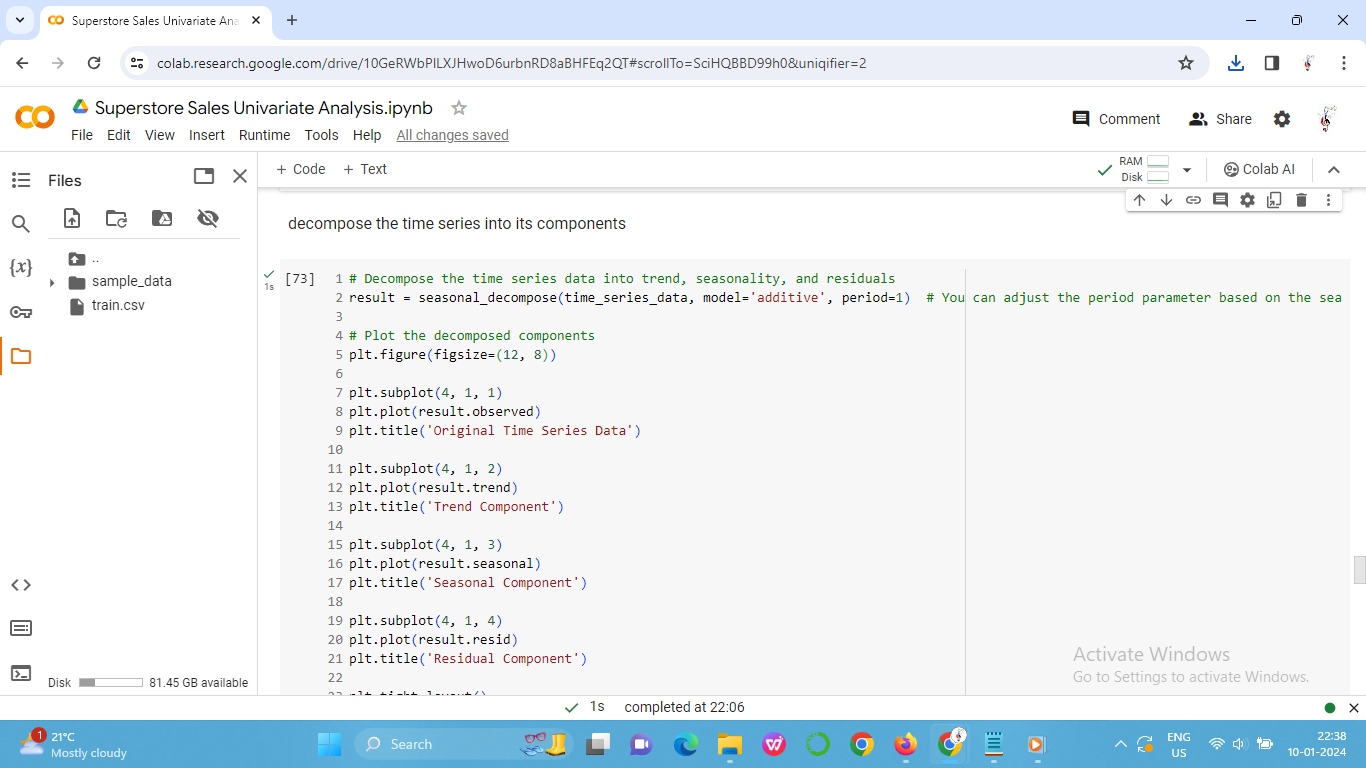 Superstore Sales Univariate Ana
colab.research.google.com/drive/10GeRWbPILXJHwoD6urbnRD8aBHFEq2QT#scrollTo=SciHQBBD99h0&uniqifier=2
Superstore Sales Univariate Analysis.ipynb
File Edit View Insert Runtime Tools Help All changes saved
Comment Share
Files
+ Code + Text
RAM
Disk
Colab AI
..
sample_data
train.csv
{x}
decompose the time series into its components
[73]
1s
1 # Decompose the time series data into trend, seasonality, and residuals
2 result = seasonal_decompose(time_series_data, model='additive', period=1)  # You can adjust the period parameter based on the sea
3
4 # Plot the decomposed components
5 plt.figure(figsize=(12, 8))
6
7 plt.subplot(4, 1, 1)
8 plt.plot(result.observed)
9 plt.title('Original Time Series Data')
10
11 plt.subplot(4, 1, 2)
12 plt.plot(result.trend)
13 plt.title('Trend Component')
14
15 plt.subplot(4, 1, 3)
16 plt.plot(result.seasonal)
17 plt.title('Seasonal Component')
18
19 plt.subplot(4, 1, 4)
20 plt.plot(result.resid)
21 plt.title('Residual Component')
22
23 plt.tight_layout()
Activate Windows
Go to Settings to activate Windows.
Disk 81.45 GB available
1s completed at 22:06
1
21°C
Mostly cloudy
Search
ENG
US
22:38
10-01-2024